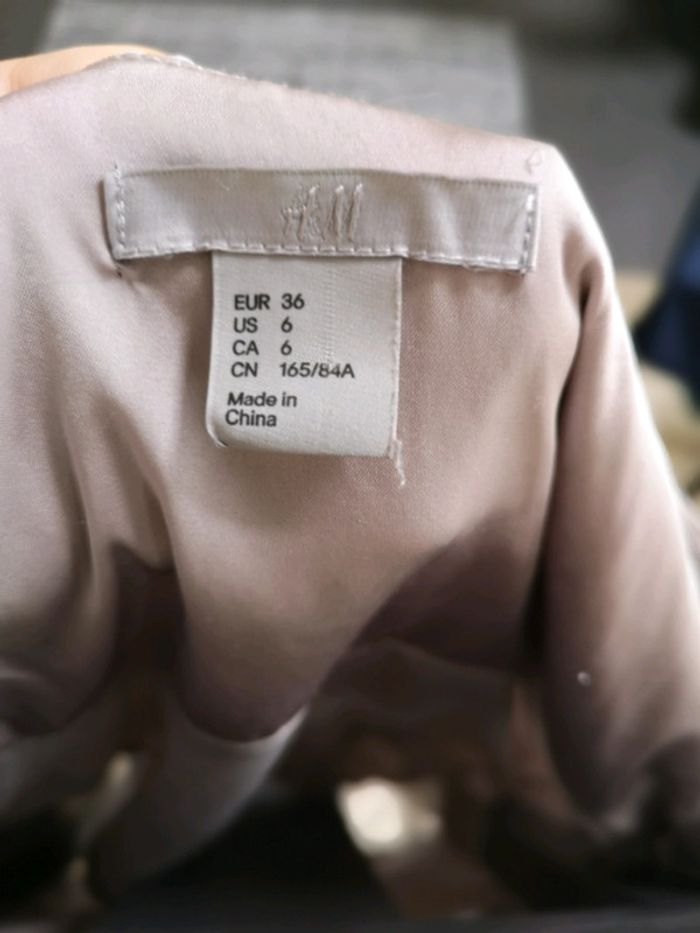 H&M
EUR 36
US 6
CA 6
CN 165/84A
Made in
China